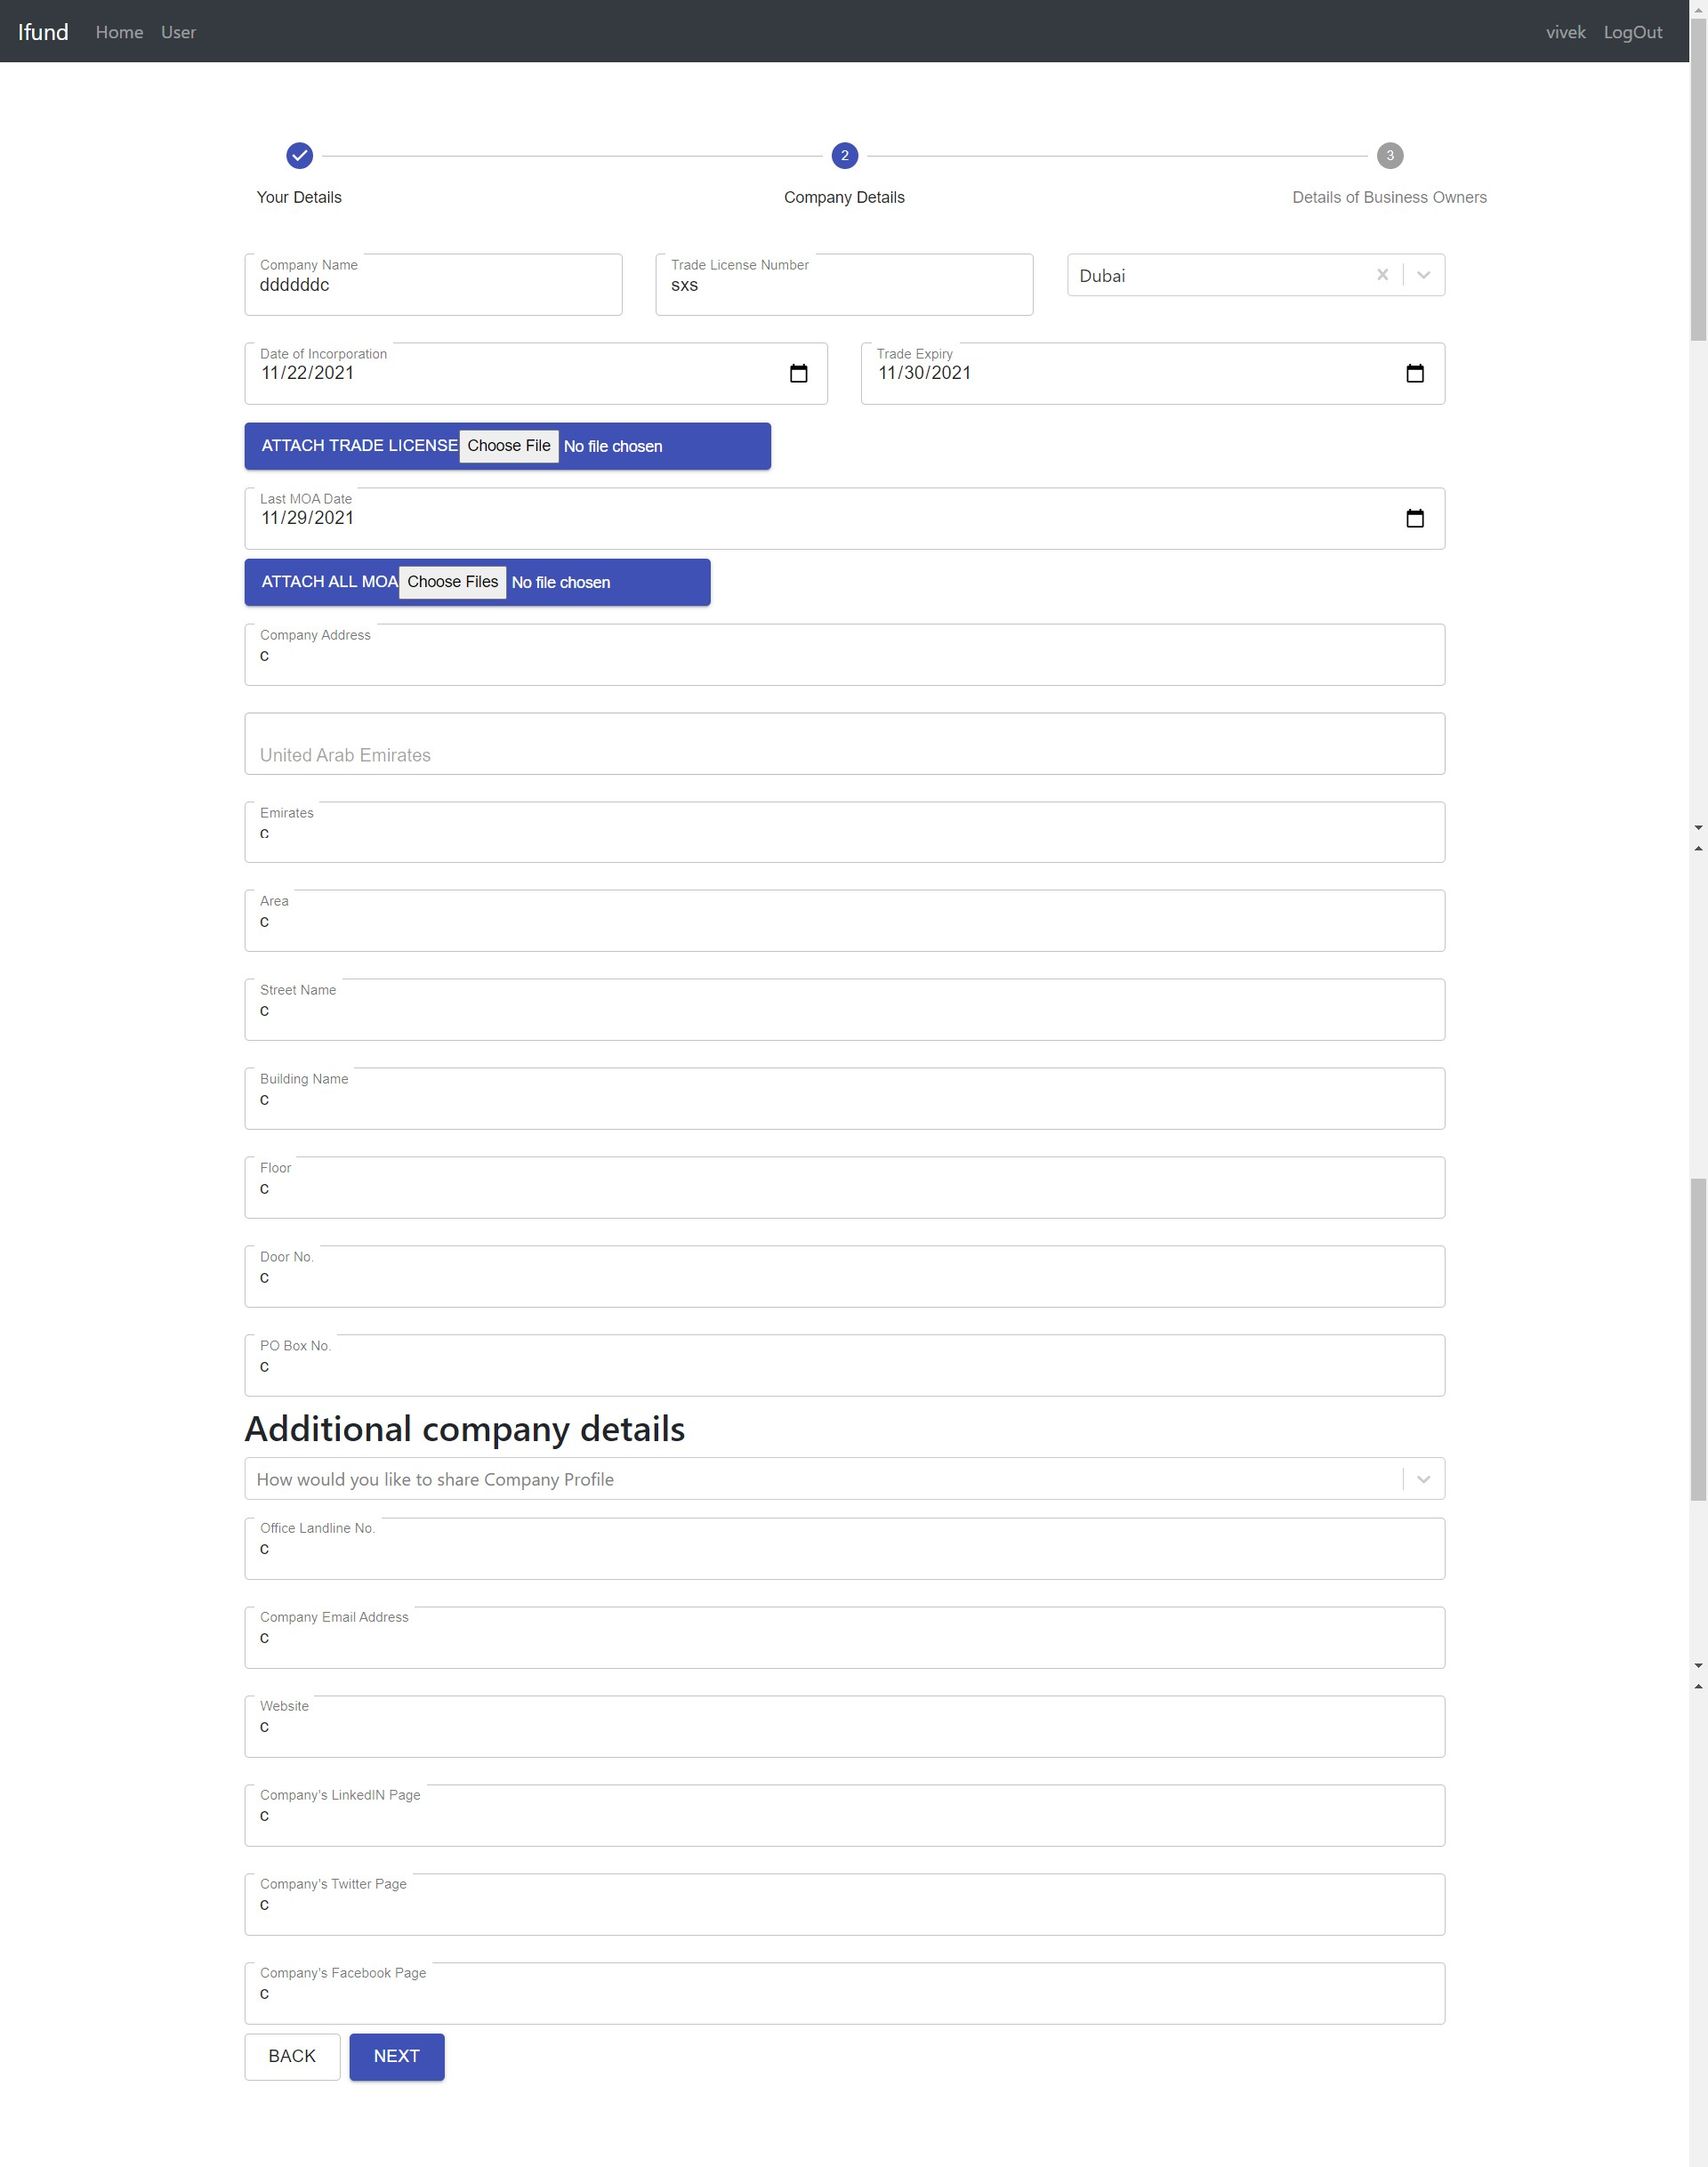 Ifund Home User vivek LogOut
2 3
Your Details Company Details Details of Business Owners
Company Name Trade License Number
ddddddc sxs Dubai
Date of Incorporation Trade Expiry
11/22/2021 11/30/2021
ATTACH TRADE LICENSE Choose File No file chosen
Last MOA Date
11/29/2021
ATTACH ALL MOA Choose Files No file chosen
Company Address
c
United Arab Emirates
Emirates
c
Area
c
Street Name
c
Building Name
c
Floor
c
Door No.
c
PO Box No.
c
Additional company details
How would you like to share Company Profile
Office Landline No.
c
Company Email Address
c
Website
c
Company's LinkedIN Page
c
Company's Twitter Page
c
Company's Facebook Page
c
BACK NEXT